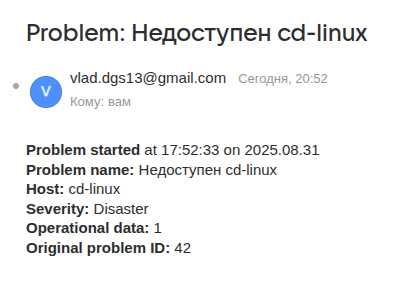 Problem: Недоступен cd-linux
V
vlad.dgs13@gmail.com Сегодня, 20:52
Кому: вам
Problem started at 17:52:33 on 2025.08.31
Problem name: Недоступен cd-linux
Host: cd-linux
Severity: Disaster
Operational data: 1
Original problem ID: 42